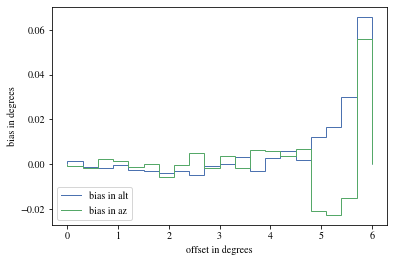 0.06
0.04
0.02
0.00
−0.02
bias in degrees
bias in alt
bias in az
0 1 2 3 4 5 6
offset in degrees